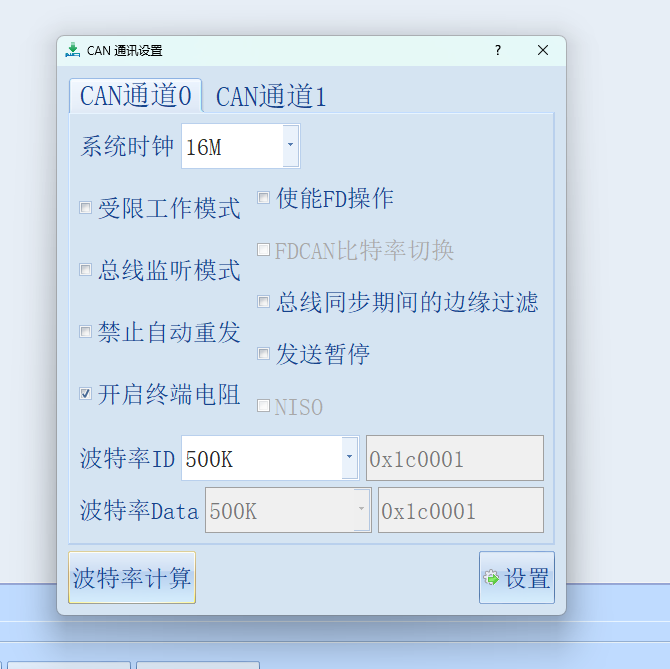 CAN 通讯设置
CAN通道0 CAN通道1
系统时钟 16M
受限工作模式
使能FD操作
总线监听模式
FDCAN比特率切换
禁止自动重发
总线同步期间的边缘过滤
开启终端电阻
发送暂停
NISO
波特率ID 500K 0x1c0001
波特率Data 500K 0x1c0001
波特率计算 设置